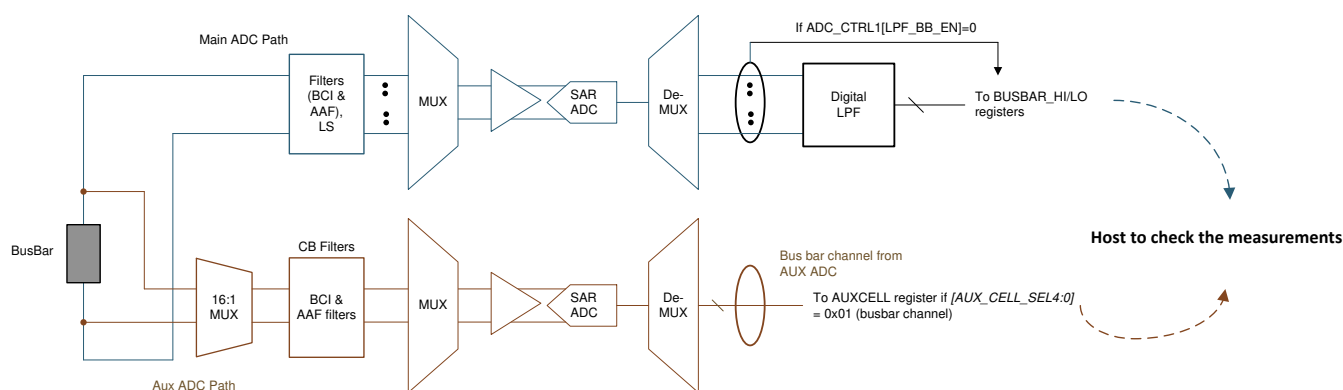 If ADC_CTRL1[LPF_BB_EN]=0
Main ADC Path
Filters
(BCI &
AAF),
LS
MUX
SAR
ADC
De-
MUX
Digital
LPF
To BUSBAR_HI/LO
registers
BusBar
CB Filters
16:1
MUX
BCI &
AAF filters
MUX
SAR
ADC
De-
MUX
Bus bar channel from
AUX ADC
To AUXCELL register if [AUX_CELL_SEL4:0]
= 0x01 (busbar channel)
Host to check the measurements
Aux ADC Path